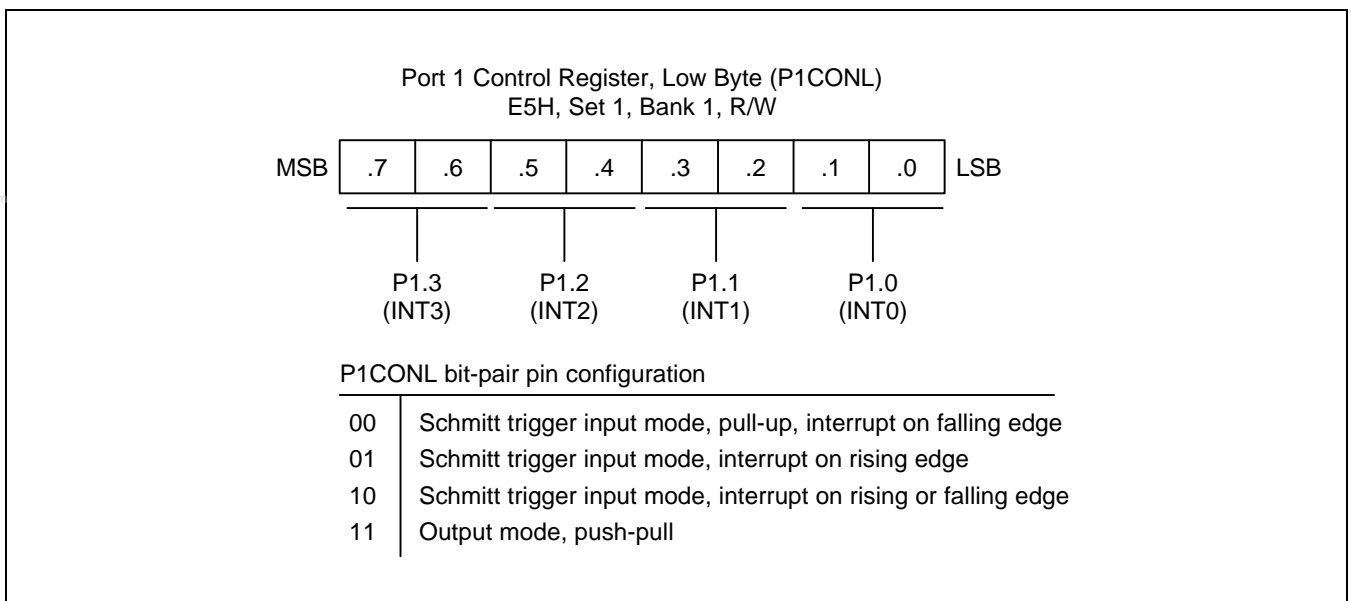 Port 1 Control Register, Low Byte (P1CONL)
E5H, Set 1, Bank 1, R/W
MSB .7 .6 .5 .4 .3 .2 .1 .0 LSB
P1.3 P1.2 P1.1 P1.0
(INT3) (INT2) (INT1) (INT0)
P1CONL bit-pair pin configuration
00 Schmitt trigger input mode, pull-up, interrupt on falling edge
01 Schmitt trigger input mode, interrupt on rising edge
10 Schmitt trigger input mode, interrupt on rising or falling edge
11 Output mode, push-pull